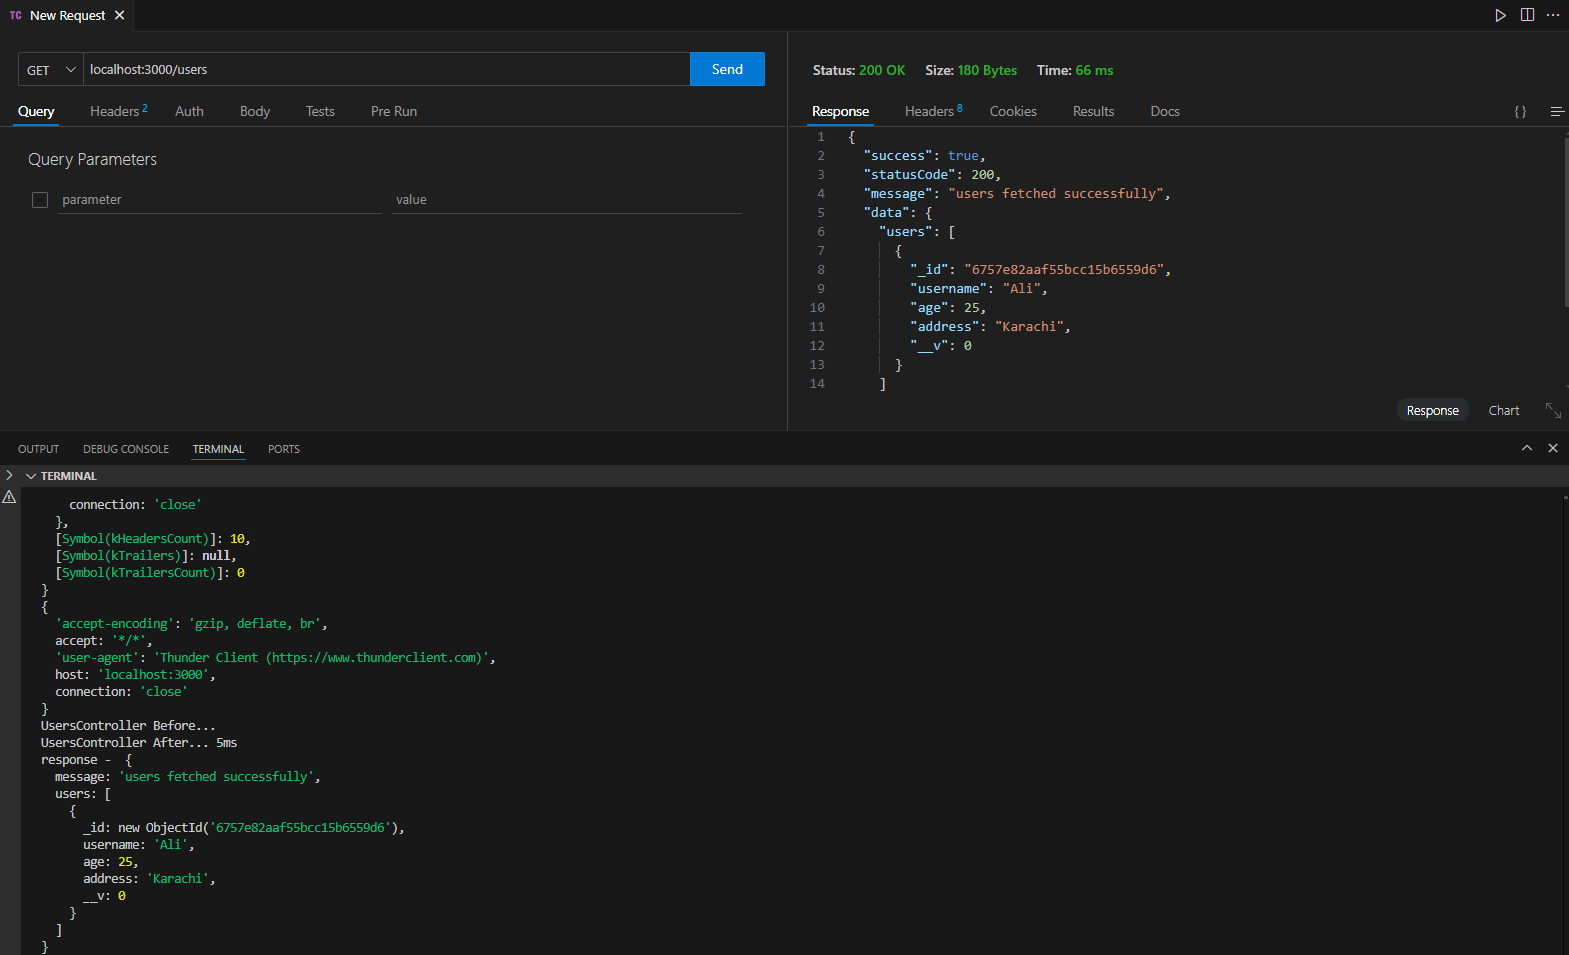 TC New Request
GET localhost:3000/users Send
Query Headers 2 Auth Body Tests Pre Run
Query Parameters
parameter value
Status: 200 OK Size: 180 Bytes Time: 66 ms
Response Headers 8 Cookies Results Docs { }
1 {
2 "success": true,
3 "statusCode": 200,
4 "message": "users fetched successfully",
5 "data": {
6 "users": [
7 {
8 "_id": "6757e82aaf55bcc15b6559d6",
9 "username": "Ali",
10 "age": 25,
11 "address": "Karachi",
12 "__v": 0
13 }
14 ]
Response Chart
OUTPUT DEBUG CONSOLE TERMINAL PORTS
TERMINAL
connection: 'close'
},
[Symbol(kHeadersCount)]: 10,
[Symbol(kTrailers)]: null,
[Symbol(kTrailersCount)]: 0
}
{
'accept-encoding': 'gzip, deflate, br',
accept: '*/*',
'user-agent': 'Thunder Client (https://www.thunderclient.com)',
host: 'localhost:3000',
connection: 'close'
}
UsersController Before...
UsersController After... 5ms
response - {
message: 'users fetched successfully',
users: [
{
_id: new ObjectId('6757e82aaf55bcc15b6559d6'),
username: 'Ali',
age: 25,
address: 'Karachi',
__v: 0
}
]
}